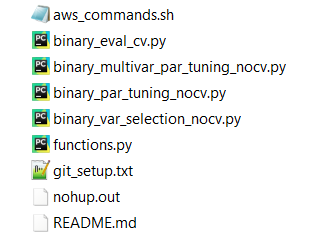 aws_commands.sh
binary_eval_cv.py
binary_multivar_par_tuning_nocv.py
binary_par_tuning_nocv.py
binary_var_selection_nocv.py
functions.py
git_setup.txt
nohup.out
README.md